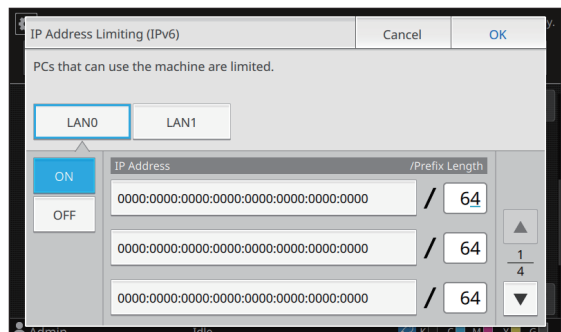 IP Address Limiting (IPv6) Cancel OK
PCs that can use the machine are limited.
LAN0 LAN1
ON
OFF
IP Address /Prefix Length
0000:0000:0000:0000:0000:0000:0000:0000 / 64
0000:0000:0000:0000:0000:0000:0000:0000 / 64
0000:0000:0000:0000:0000:0000:0000:0000 / 64
1
4
Admin Idle K C M Y G